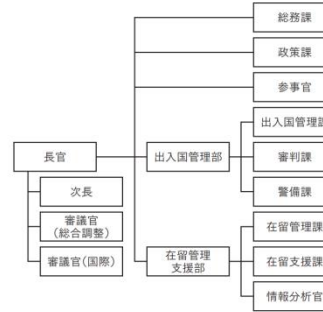 総務課
政策課
参事官
出入国管理課
長官
出入国管理部
審判課
次長
警備課
審議官
(総合調整)
在留管理
支援部
在留管理課
審議官(国際)
在留支援課
情報分析官